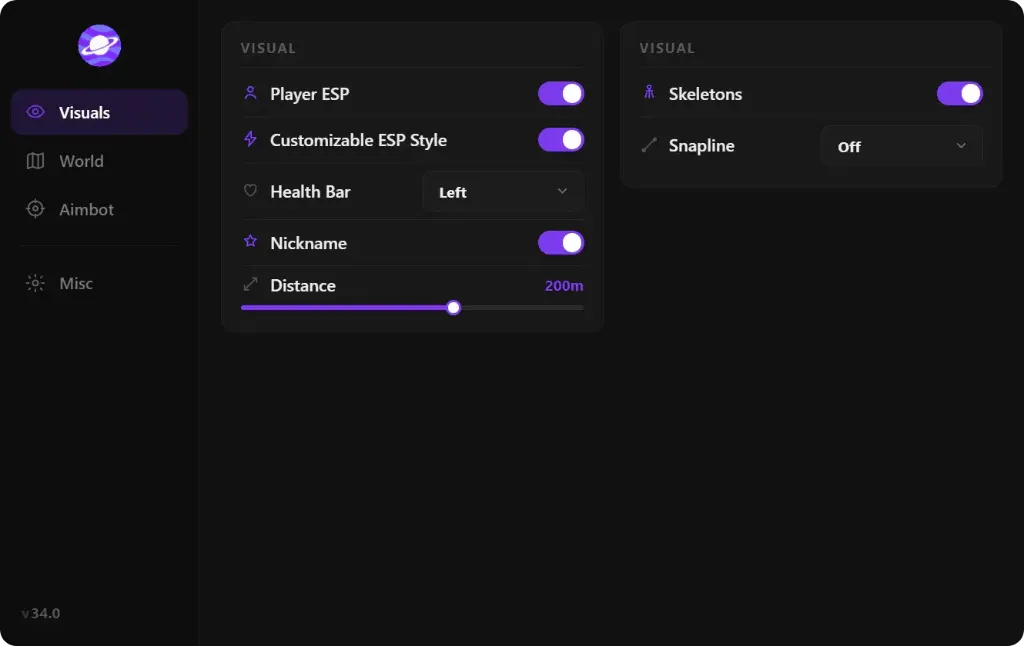 Visuals
World
Aimbot
Misc
v34.0
VISUAL
Player ESP
Customizable ESP Style
Health Bar Left
Nickname
Distance 200m
VISUAL
Skeletons
Snapline Off